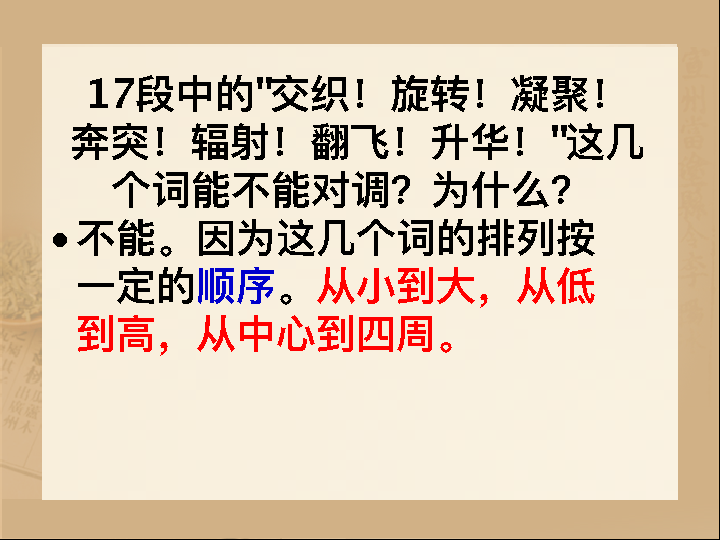 17段中的"交织！旋转！凝聚！
奔突！辐射！翻飞！升华！"这几
个词能不能对调？为什么？
•不能。因为这几个词的排列按
一定的顺序。从小到大，从低
到高，从中心到四周。